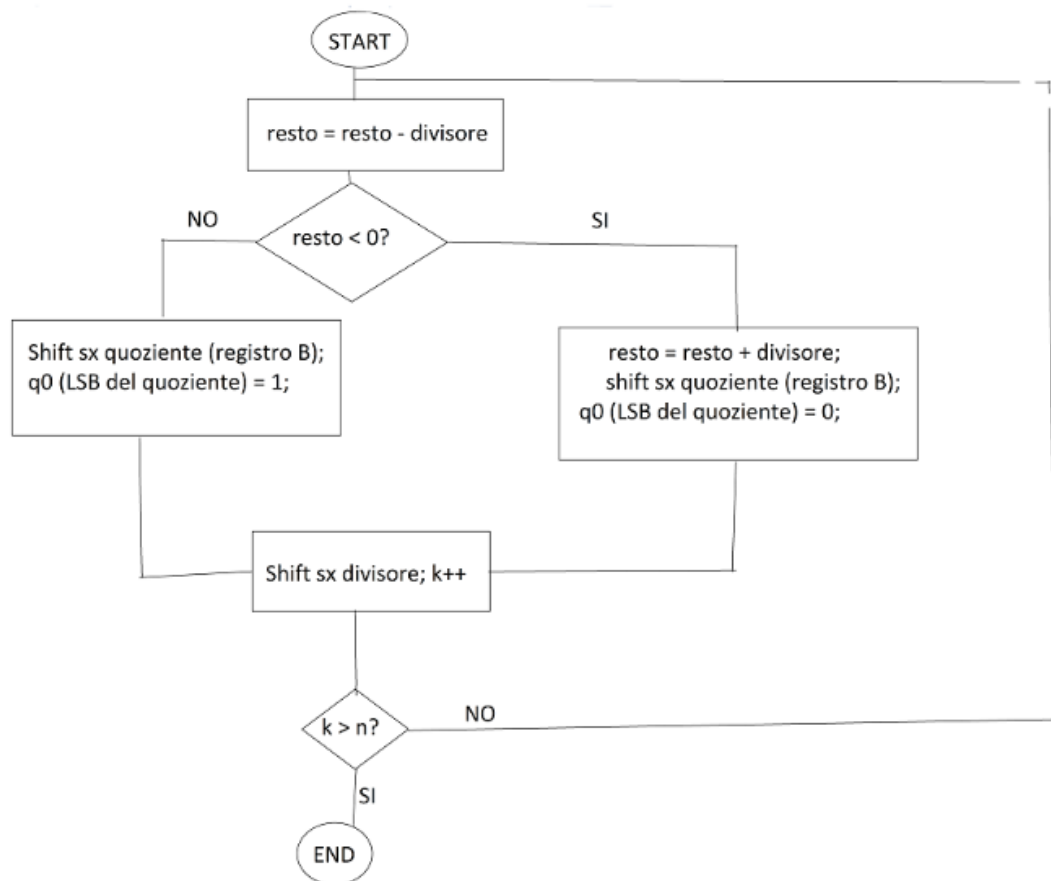 START
resto = resto - divisore
NO
resto < 0?
SI
Shift sx quoziente (registro B);
q0 (LSB del quoziente) = 1;
resto = resto + divisore;
shift sx quoziente (registro B);
q0 (LSB del quoziente) = 0;
Shift sx divisore; k++
k > n?
NO
SI
END